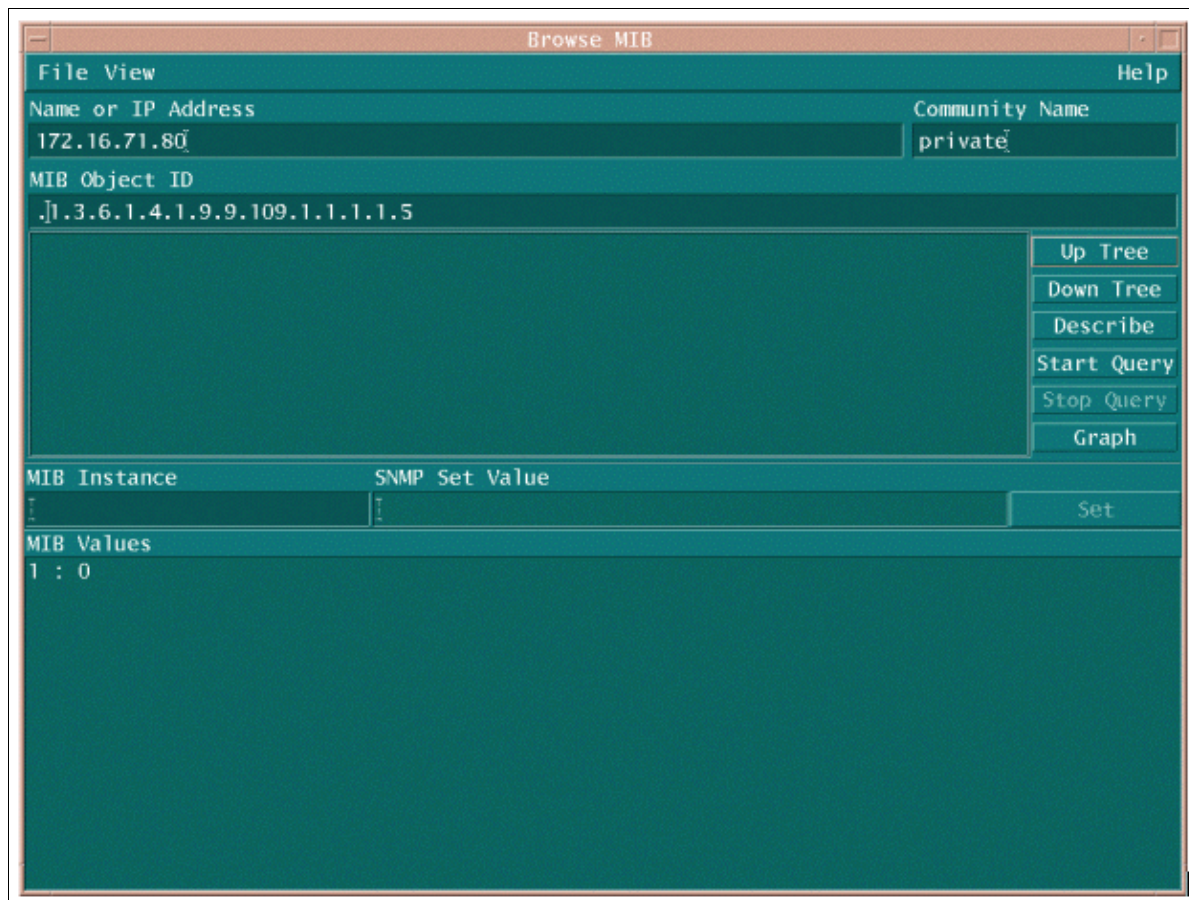 Browse MIB
File View Help
Name or IP Address Community Name
172.16.71.80 private
MIB Object ID
.1.3.6.1.4.1.9.9.109.1.1.1.1.5
Up Tree
Down Tree
Describe
Start Query
Stop Query
Graph
MIB Instance SNMP Set Value
Set
MIB Values
1 : 0